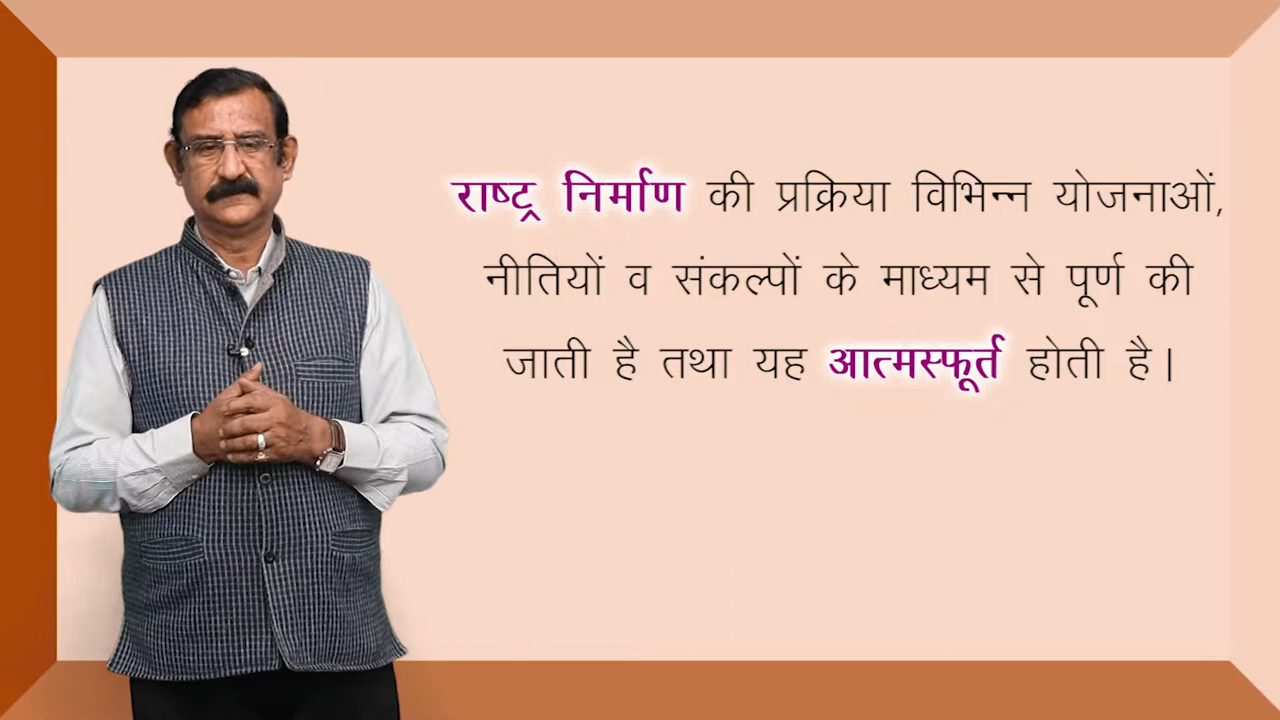 राष्ट्र निर्माण की प्रक्रिया विभिन्न योजनाओं,
नीतियों व संकल्पों के माध्यम से पूर्ण की
जाती है तथा यह आत्मस्फूर्त होती है।